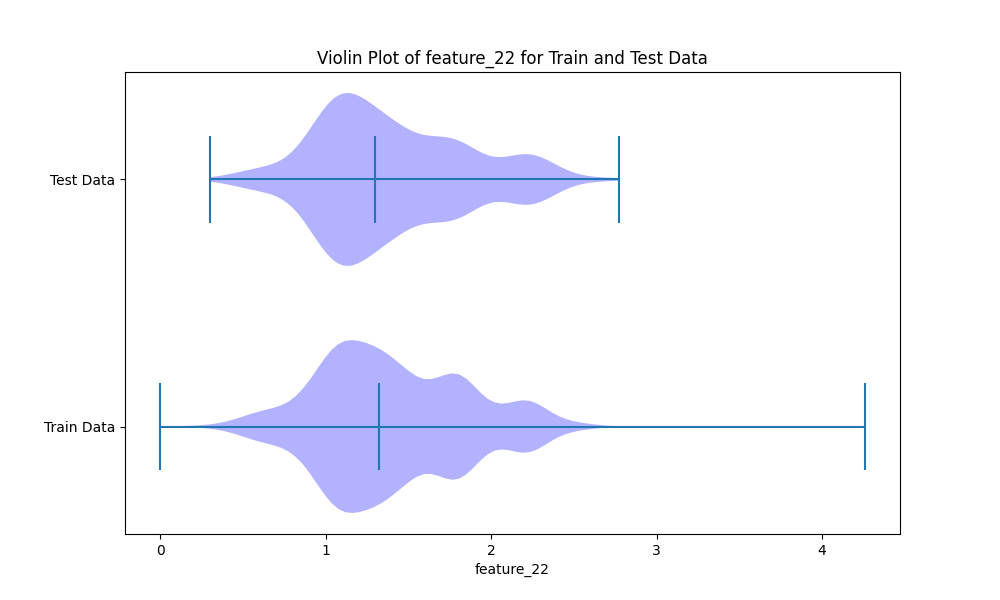 Violin Plot of feature_22 for Train and Test Data
Test Data
Train Data
0 1 2 3 4
feature_22